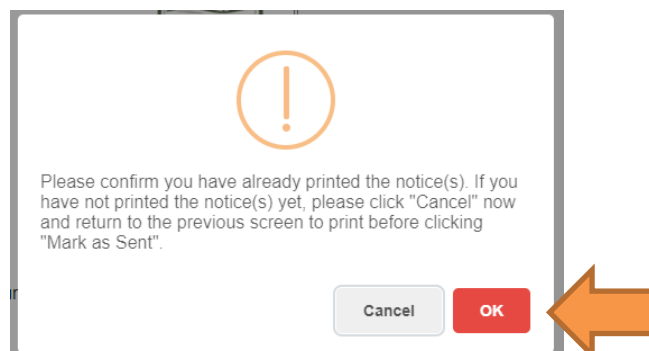 Please confirm you have already printed the notice(s). If you
have not printed the notice(s) yet, please click "Cancel" now
and return to the previous screen to print before clicking
"Mark as Sent".
Cancel OK